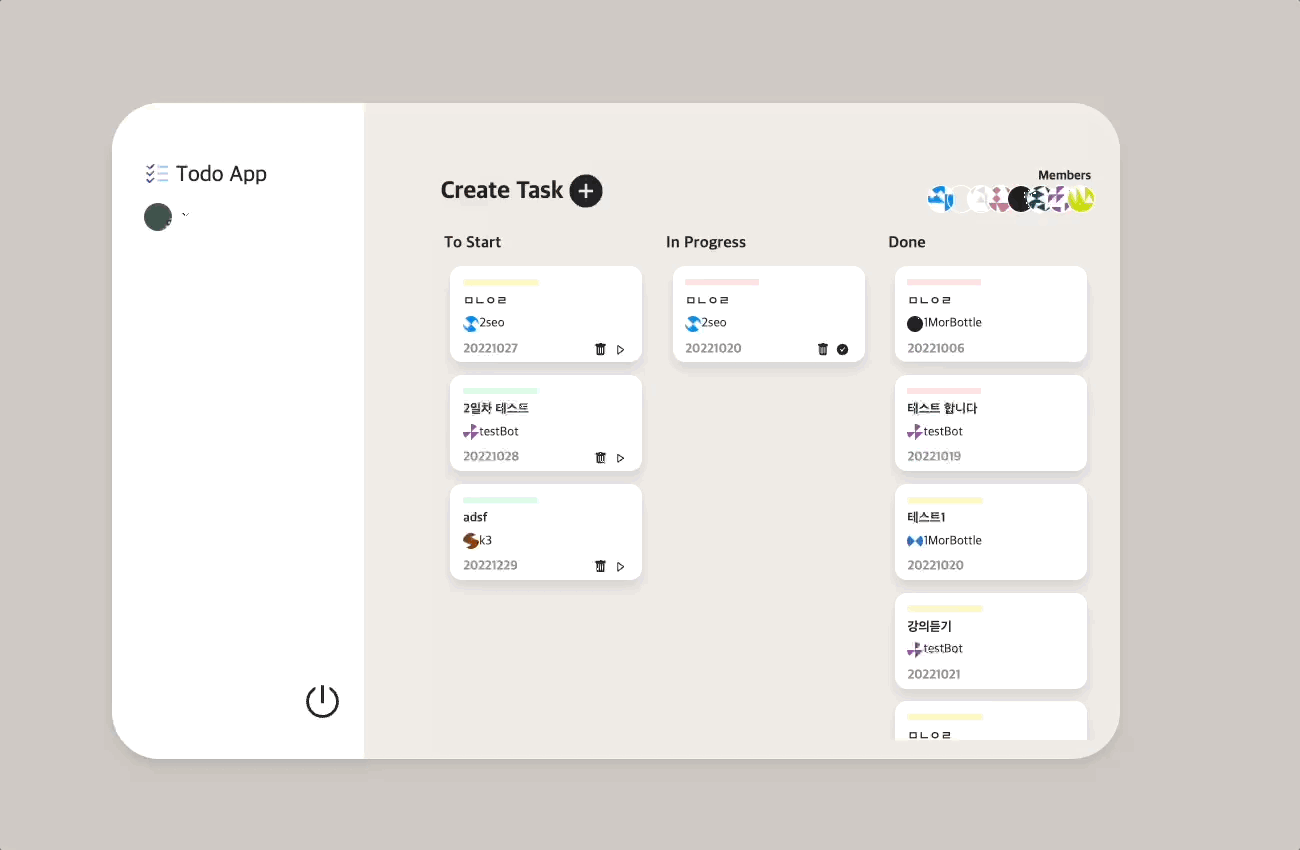 Todo App
Create Task
Members
To Start
ㅁㄴㅇㄹ
2seo
20221027
2일차 테스트
testBot
20221028
adsf
k3
20221229
In Progress
ㅁㄴㅇㄹ
2seo
20221020
Done
ㅁㄴㅇㄹ
1MorBottle
20221006
테스트 합니다
testBot
20221019
테스트1
1MorBottle
20221020
강의듣기
testBot
20221021
ㅁㄴㅇㄹ